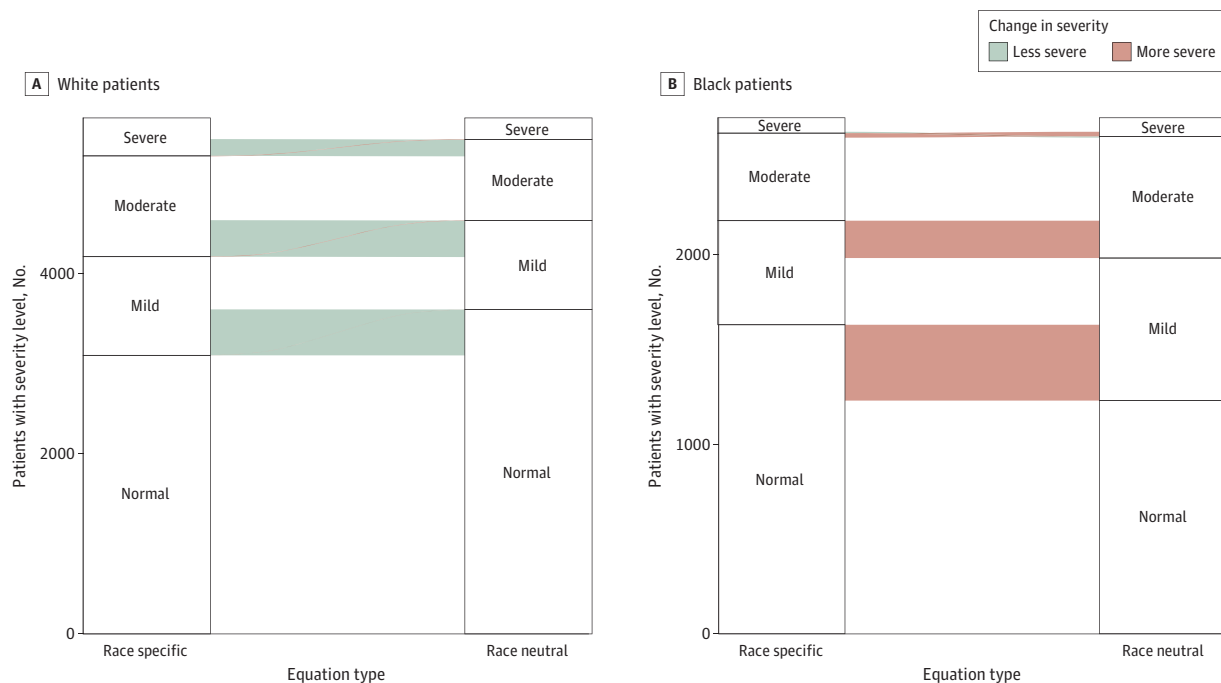 Change in severity
Less severe
More severe
A White patients
B Black patients
Patients with severity level, No.
4000
2000
0
Severe
Moderate
Mild
Normal
Severe
Moderate
Mild
Normal
Race specific
Race neutral
Equation type
Patients with severity level, No.
2000
1000
0
Severe
Moderate
Mild
Normal
Severe
Moderate
Mild
Normal
Race specific
Race neutral
Equation type